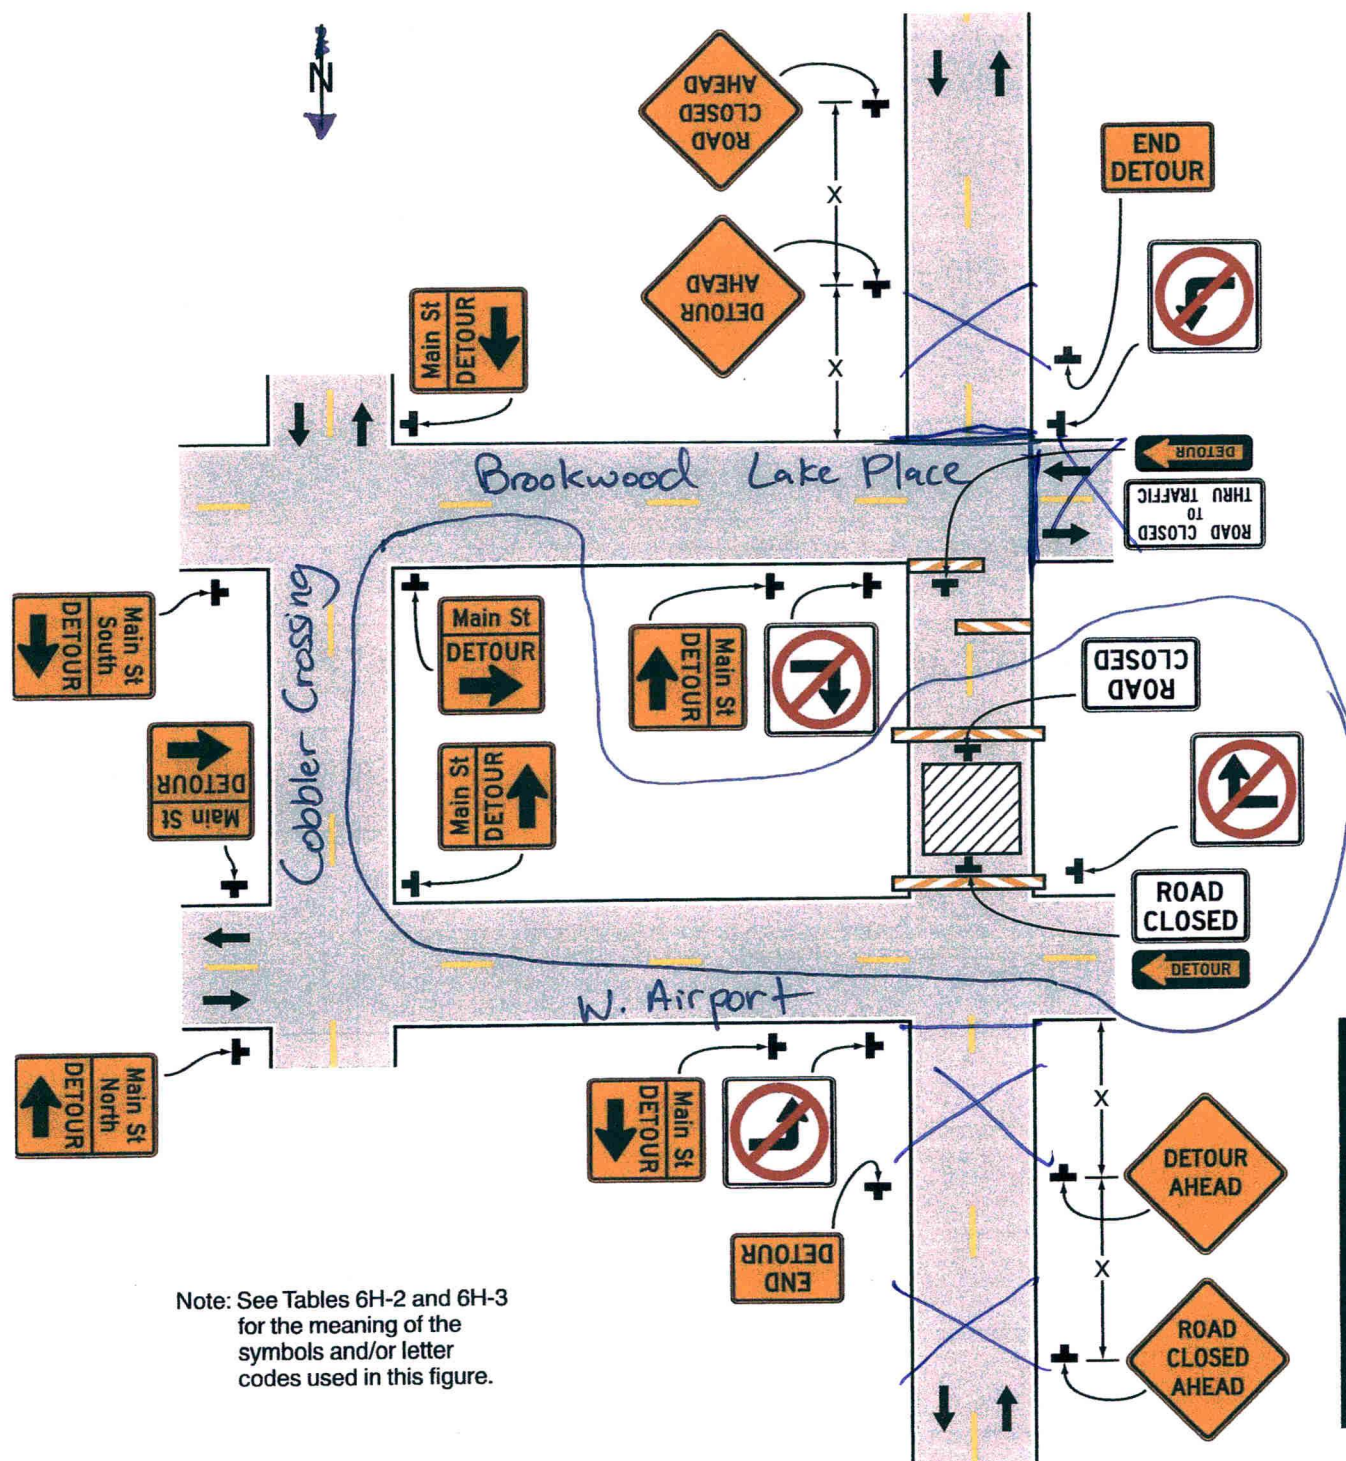 N
ROAD
CLOSED
AHEAD
X
END
DETOUR
DETOUR
AHEAD
X
Main St
DETOUR
Brookwood Lake Place
DETOUR
ROAD CLOSED
TO
THRU TRAFFIC
Cobbler Crossing
Main St
South
DETOUR
Main St
DETOUR
Main St
DETOUR
ROAD
CLOSED
Main St
DETOUR
Main St
DETOUR
ROAD
CLOSED
DETOUR
W. Airport
Main St
North
DETOUR
Main St
DETOUR
X
DETOUR
AHEAD
END
DETOUR
X
ROAD
CLOSED
AHEAD
Note: See Tables 6H-2 and 6H-3
for the meaning of the
symbols and/or letter
codes used in this figure.